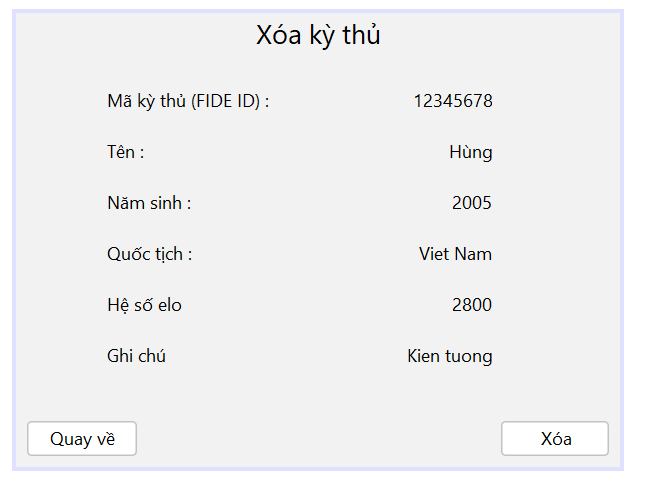 Xóa kỳ thủ
Mã kỳ thủ (FIDE ID) : 12345678
Tên : Hùng
Năm sinh : 2005
Quốc tịch : Viet Nam
Hệ số elo 2800
Ghi chú Kien tuong
Quay về Xóa